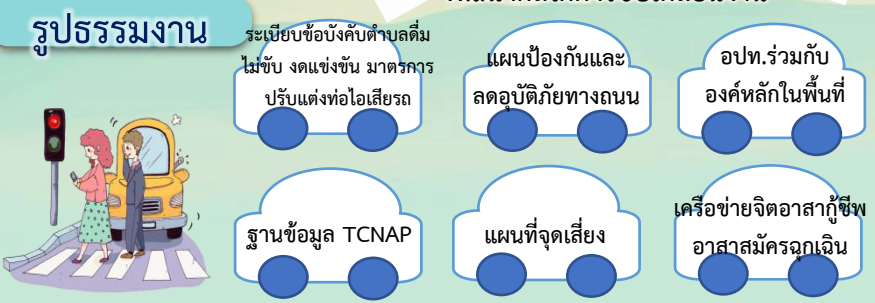 รูปธรรมงาน
ระเบียบข้อบังคับตำบลดื่ม
ไม่ขับ งดแข่งขัน มาตรการ
ปรับแต่งท่อไอเสียรถ
แผนป้องกันและ
ลดอุบัติภัยทางถนน
อปท.ร่วมกับ
องค์หลักในพื้นที่
ฐานข้อมูล TCNAP
แผนที่จุดเสี่ยง
เครือข่ายจิตอาสากู้ชีพ
อาสาสมัครฉุกเฉิน